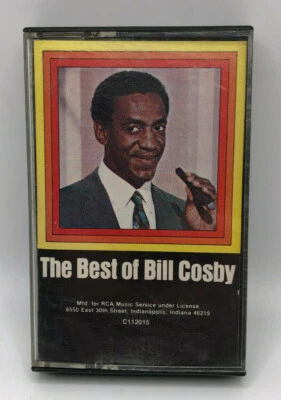 The Best of Bill Cosby
Mfd. for RCA Music Service under License
6550 East 30th Street, Indianapolis, Indiana 46219
C112015